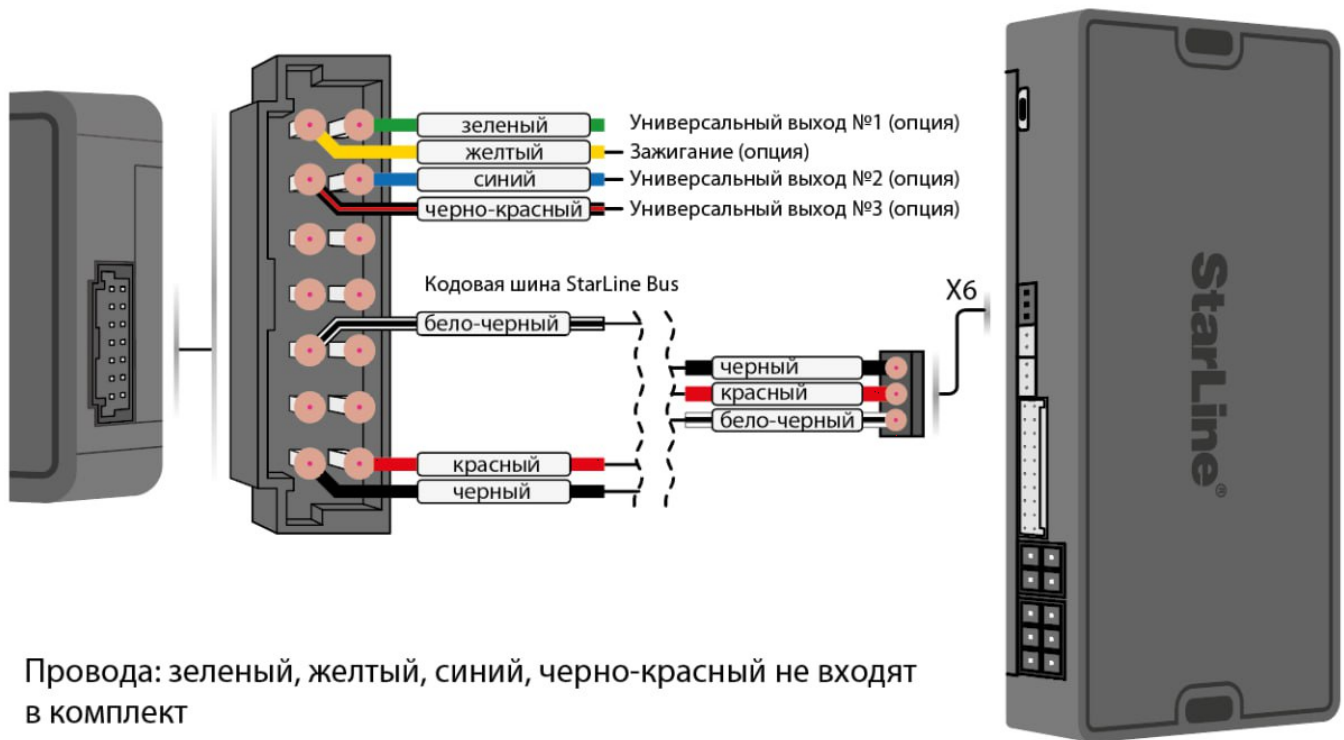 зеленый
Универсальный выход №1 (опция)
желтый
Зажигание (опция)
синий
Универсальный выход №2 (опция)
черно-красный
Универсальный выход №3 (опция)
Кодовая шина StarLine Bus
бело-черный
X6
черный
красный
бело-черный
красный
черный
StarLine®
Провода: зеленый, желтый, синий, черно-красный не входят
в комплект